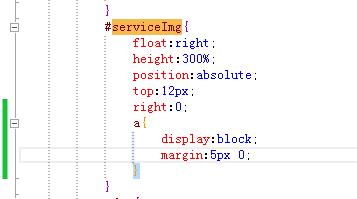 }
#serviceImg{
float:right;
height:300%;
position:absolute;
top:12px;
right:0;
a{
display:block;
margin:5px 0;
}
}